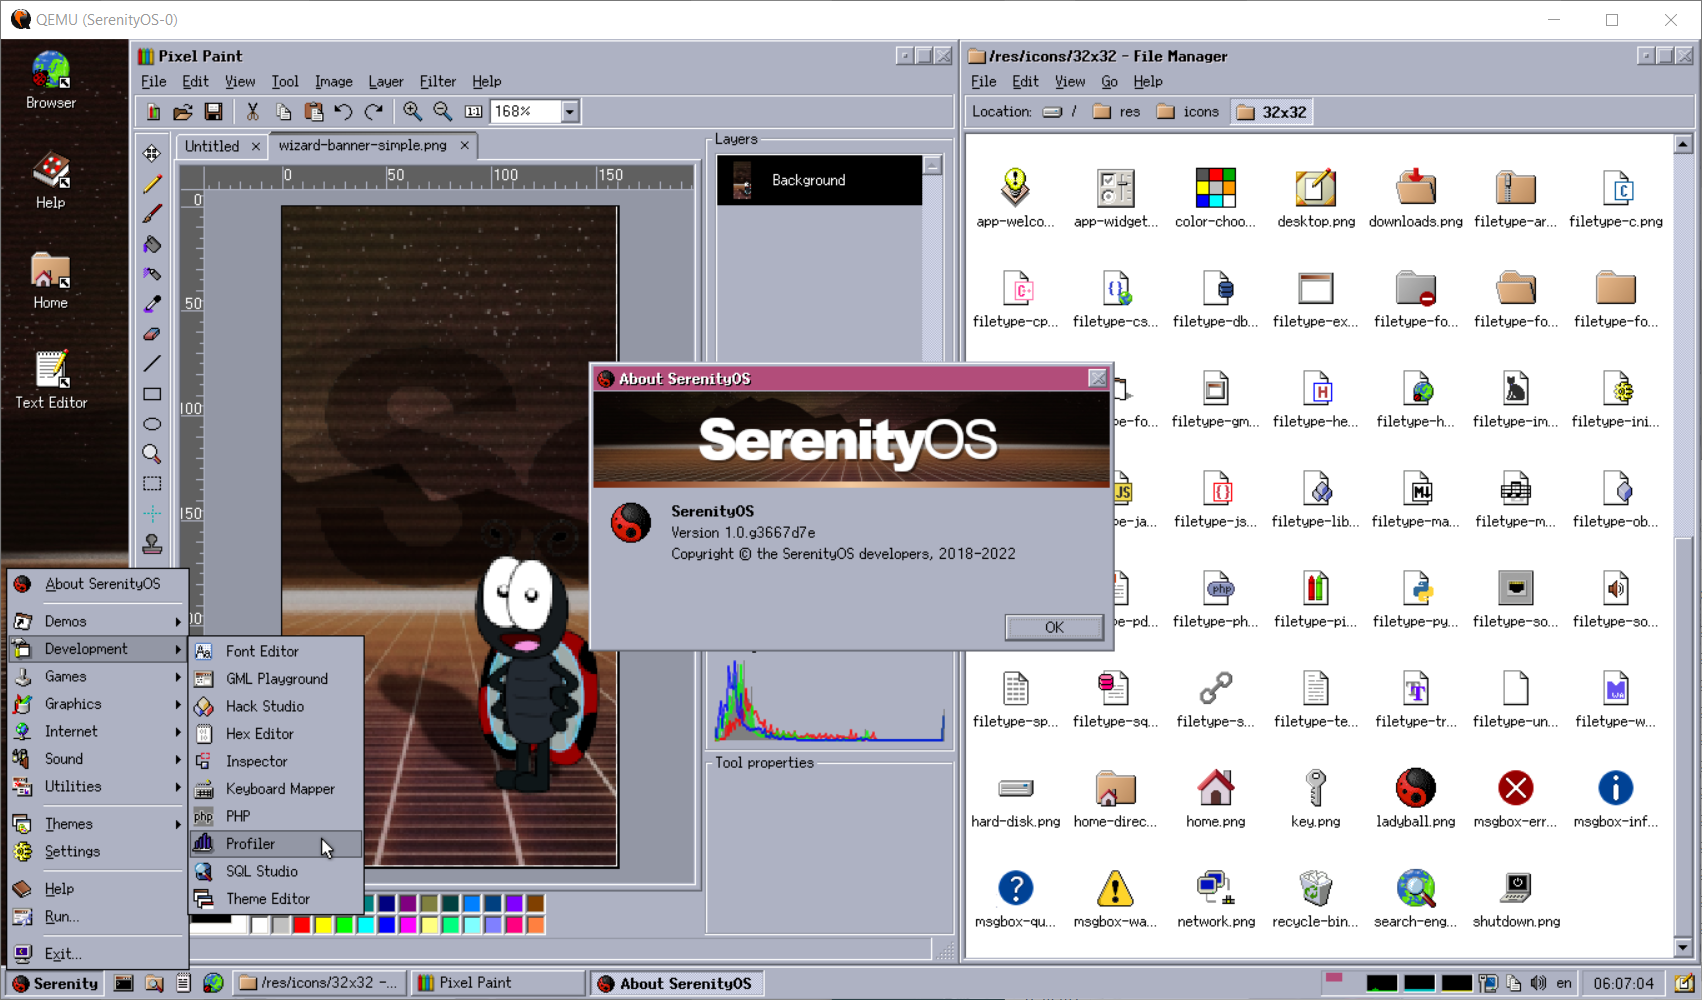 QEMU (SerenityOS-0)
Browser
Help
Home
Text Editor
Pixel Paint
File Edit View Tool Image Layer Filter Help
1:1 168%
Untitled
wizard-banner-simple.png
0 50 100 150
0
50
100
150
Layers
Background
Tool properties
/res/icons/32x32 - File Manager
File Edit View Go Help
Location: / res icons 32x32
app-welco... app-widget... color-choo... desktop.png downloads.png filetype-ar... filetype-c.png
filetype-cp... filetype-cs... filetype-db... filetype-ex... filetype-fo... filetype-fo... filetype-fo...
pe-fo... filetype-gm... filetype-he... filetype-h... filetype-im... filetype-ini...
pe-ja... filetype-js... filetype-lib... filetype-ma... filetype-m... filetype-ob...
pe-pd... filetype-ph... filetype-pi... filetype-py... filetype-so... filetype-so...
filetype-sp... filetype-sq... filetype-s... filetype-te... filetype-tr... filetype-un... filetype-w...
hard-disk.png home-direc... home.png key.png ladyball.png msgbox-err... msgbox-inf...
msgbox-qu... msgbox-wa... network.png recycle-bin... search-eng... shutdown.png
About SerenityOS
SerenityOS
SerenityOS
Version 1.0.g3667d7e
Copyright © the SerenityOS developers, 2018-2022
OK
About SerenityOS
Demos
Development
Games
Graphics
Internet
Sound
Utilities
Themes
Settings
Help
Run...
Exit...
Font Editor
GML Playground
Hack Studio
Hex Editor
Inspector
Keyboard Mapper
php PHP
Profiler
SQL Studio
Theme Editor
Serenity
/res/icons/32x32 -...
Pixel Paint
About SerenityOS
en
06:07:04